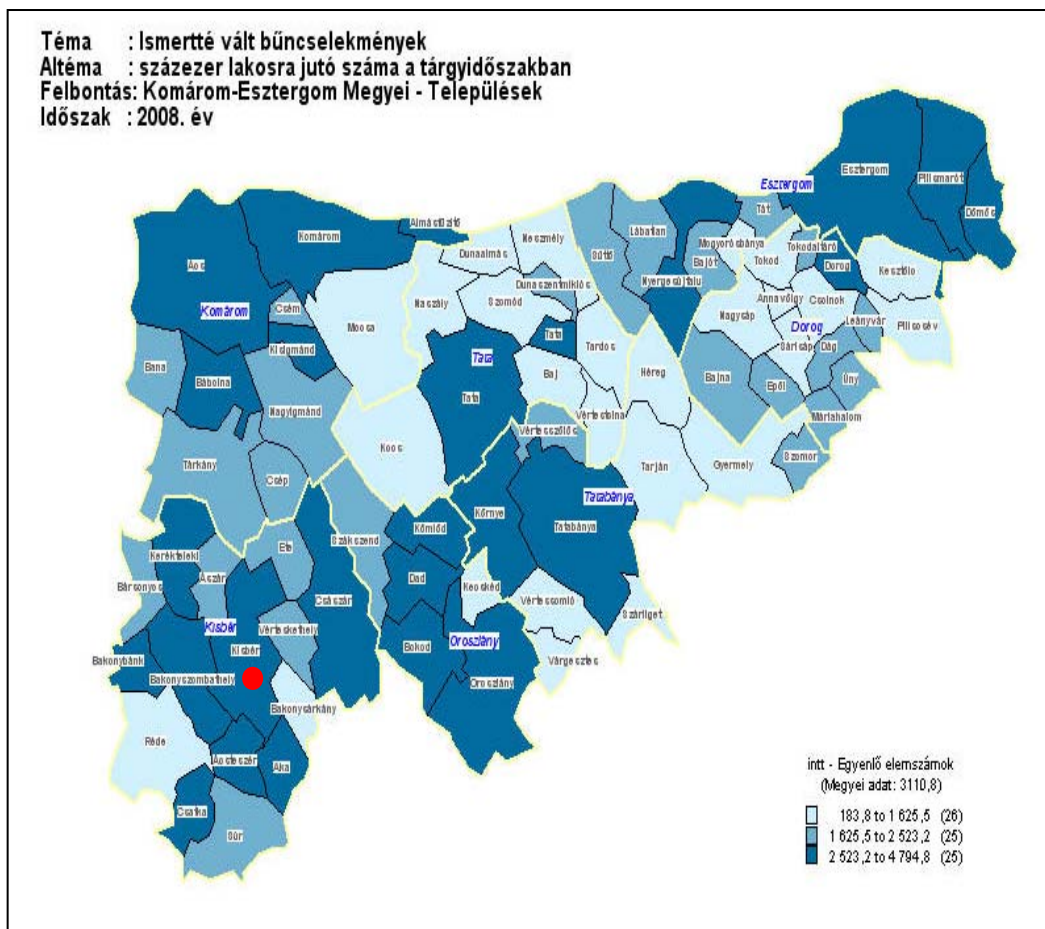 Téma : Ismertté vált bűncselekmények
Altéma : százezer lakosra jutó száma a tárgyidőszakban
Felbontás: Komárom-Esztergom Megyei - Települések
Időszak : 2008. év
Esztergom
Esztergom
Pilismarót
Dömös
Tát
Komárom
Almásfüzitő
Ács
Neszmély
Dunaalmás
Lábatlan
Süttő
Mogyorósbánya
Tokodaltáró
Bajót
Tokod
Dorog
Kesztölc
Nyergesújfalu
Dunaszentmiklós
Naszály
Szomód
Annavölgy
Csolnok
Nagysáp
Komárom
Csém
Mocsa
Leányvár
Piliscsév
Dorog
Sárisáp
Dág
Tata
Tardos
Kisigmánd
Tata
Bana
Bábolna
Baj
Héreg
Bajna
Epöl
Úny
Tata
Nagyigmánd
Vértestolna
Máriahalom
Vértesszőlős
Kocs
Tárkány
Csép
Tarján
Gyermely
Szomor
Tatabánya
Környe
Tatabánya
Kömlőd
Szákszend
Ete
Kerékteleki
Ászár
Bársonyos
Dad
Kecskéd
Császár
Vértessomló
Szárliget
Kisbér
Vérteskethely
Oroszlány
Bokod
Kisbér
Bakonybánk
Várgesztes
Bakonyszombathely
Oroszlány
Bakonysárkány
Réde
Ácsteszér
Aka
Csatka
Súr
intt - Egyenlő elemszámok
(Megyei adat: 3110,8)
183,8 to 1 625,5 (26)
1 625,5 to 2 523,2 (25)
2 523,2 to 4 794,8 (25)